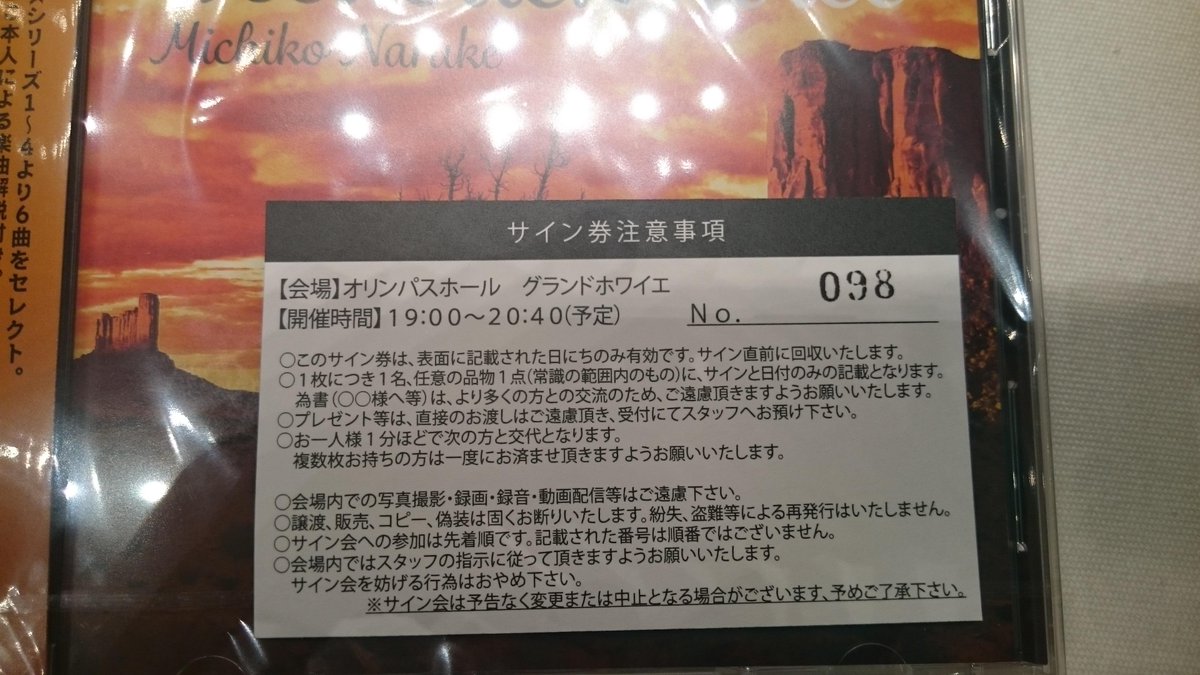 Michiko Naruke
シリーズ1～4より6曲をセレクト。
本人による楽曲解説付き。
サイン券注意事項
【会場】オリンパスホール　グランドホワイエ
098
【開催時間】19:00～20:40(予定)
No.
○このサイン券は、表面に記載された日にちのみ有効です。サイン直前に回収いたします。
○1枚につき1名、任意の品物1点(常識の範囲内のもの)に、サインと日付のみの記載となります。
為書(〇〇様へ等)は、より多くの方との交流のため、ご遠慮頂きますようお願いいたします。
○プレゼント等は、直接のお渡しはご遠慮頂き、受付にてスタッフへお預け下さい。
○お一人様1分ほどで次の方と交代となります。
複数枚お持ちの方は一度にお済ませ頂きますようお願いいたします。
○会場内での写真撮影・録画・録音・動画配信等はご遠慮下さい。
○譲渡、販売、コピー、偽装は固くお断りいたします。紛失、盗難等による再発行はいたしません。
○サイン会への参加は先着順です。記載された番号は順番ではございません。
○会場内ではスタッフの指示に従って頂きますようお願いいたします。
サイン会を妨げる行為はおやめ下さい。
※サイン会は予告なく変更または中止となる場合がございます、予めご了承下さい。